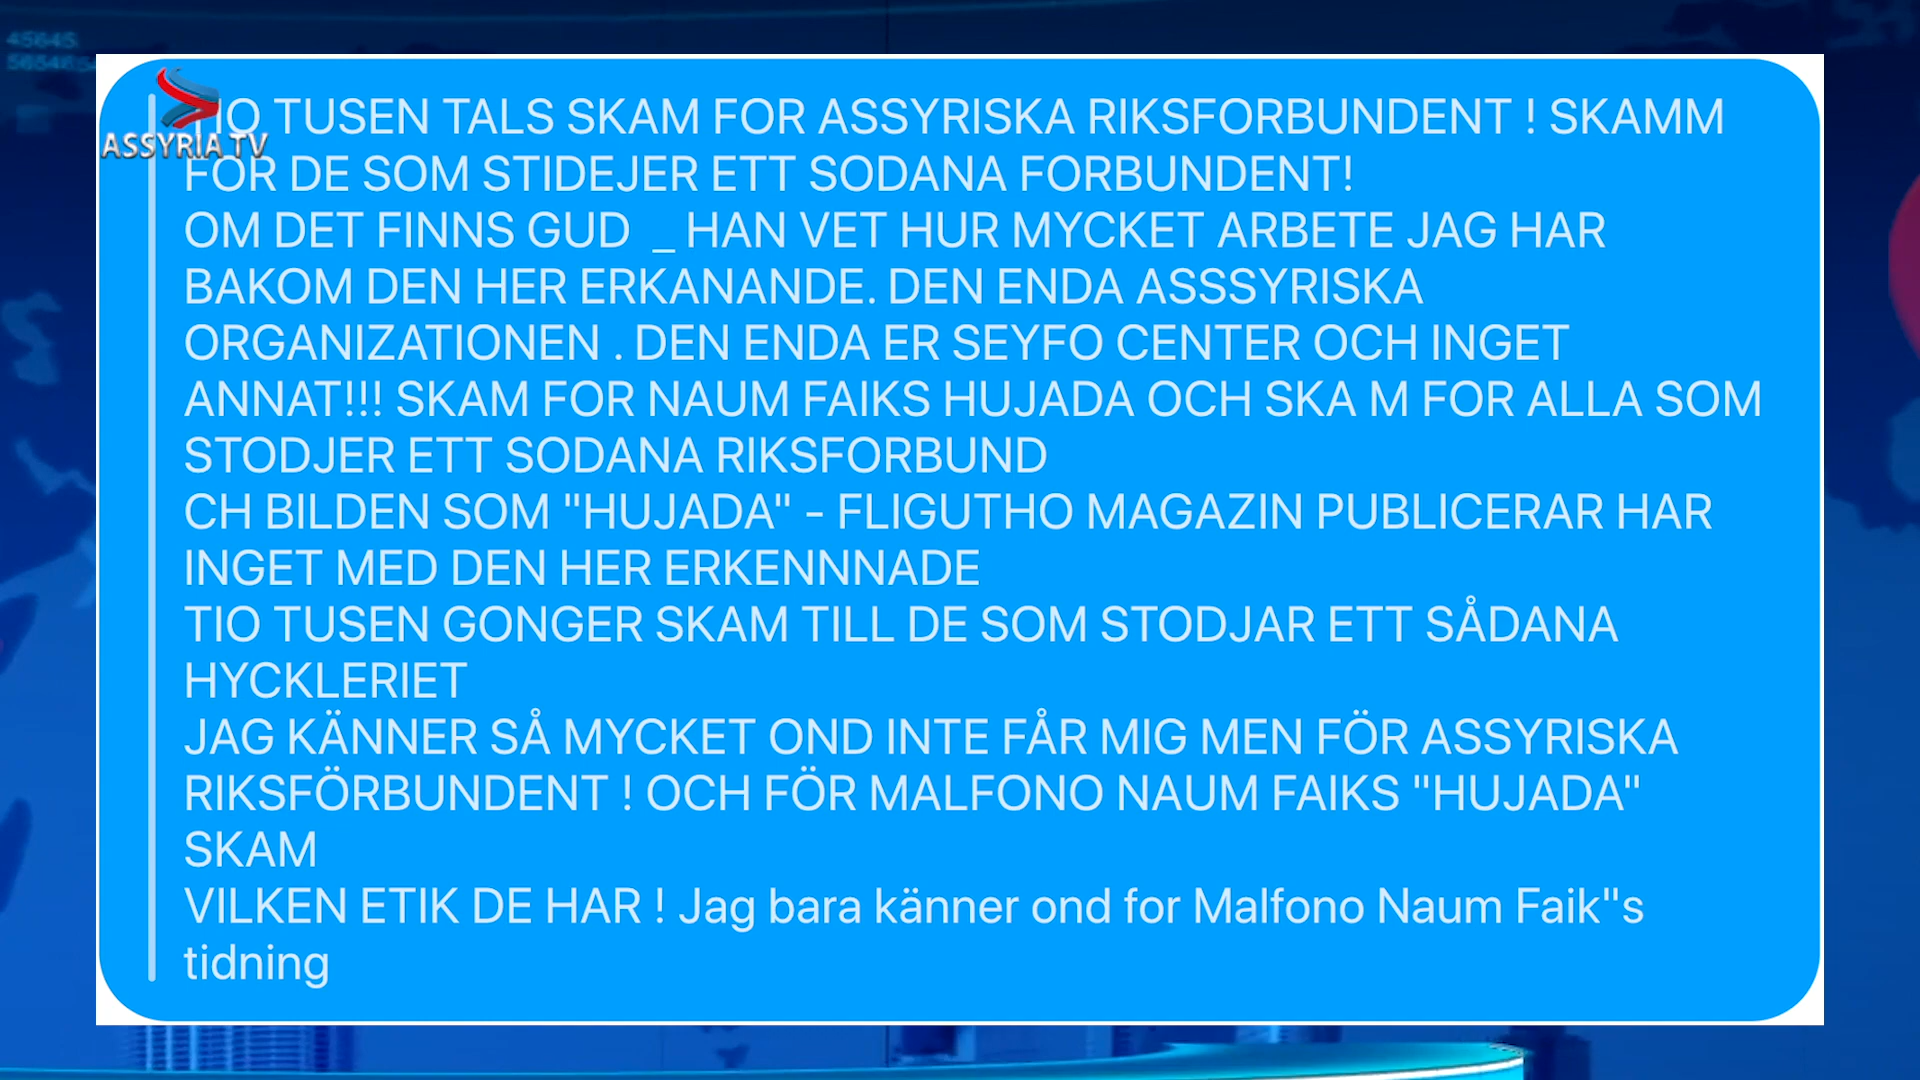 45645.
ASSYRIA TV
TIO TUSEN TALS SKAM FOR ASSYRISKA RIKSFORBUNDENT ! SKAMM
FOR DE SOM STIDEJER ETT SODANA FORBUNDENT!
OM DET FINNS GUD _ HAN VET HUR MYCKET ARBETE JAG HAR
BAKOM DEN HER ERKANANDE. DEN ENDA ASSSYRISKA
ORGANIZATIONEN . DEN ENDA ER SEYFO CENTER OCH INGET
ANNAT!!! SKAM FOR NAUM FAIKS HUJADA OCH SKA M FOR ALLA SOM
STODJER ETT SODANA RIKSFORBUND
CH BILDEN SOM "HUJADA" - FLIGUTHO MAGAZIN PUBLICERAR HAR
INGET MED DEN HER ERKENNNADE
TIO TUSEN GONGER SKAM TILL DE SOM STODJAR ETT SÅDANA
HYCKLERIET
JAG KÄNNER SÅ MYCKET OND INTE FÅR MIG MEN FÖR ASSYRISKA
RIKSFÖRBUNDENT ! OCH FÖR MALFONO NAUM FAIKS "HUJADA"
SKAM
VILKEN ETIK DE HAR ! Jag bara känner ond for Malfono Naum Faik"s
tidning